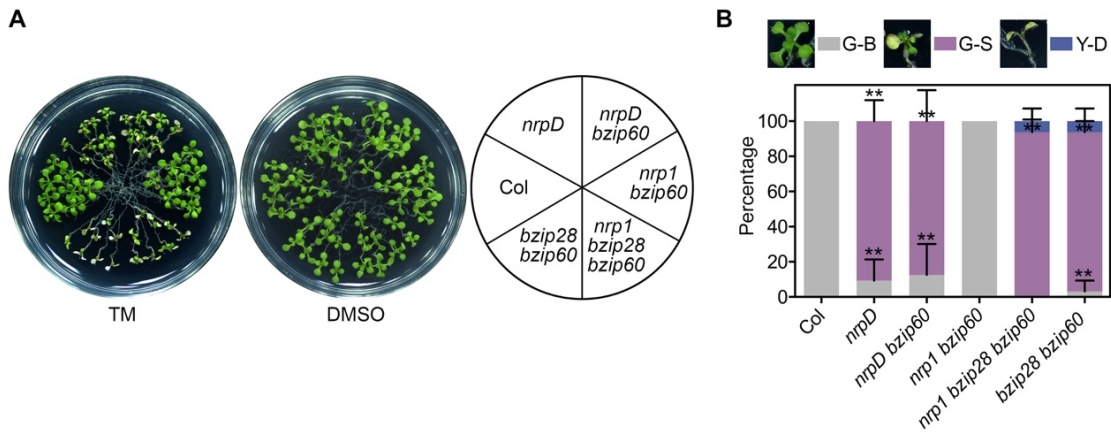 A
nrpD
nrpD
bzip60
Col
nrp1
bzip60
bzip28
bzip60
nrp1
bzip28
bzip60
TM
DMSO
B
G-B
G-S
Y-D
Percentage
100
80
60
40
20
0
**
**
**
**
**
**
**
Col
nrpD
nrpD bzip60
nrp1 bzip60
nrp1 bzip28 bzip60
bzip28 bzip60